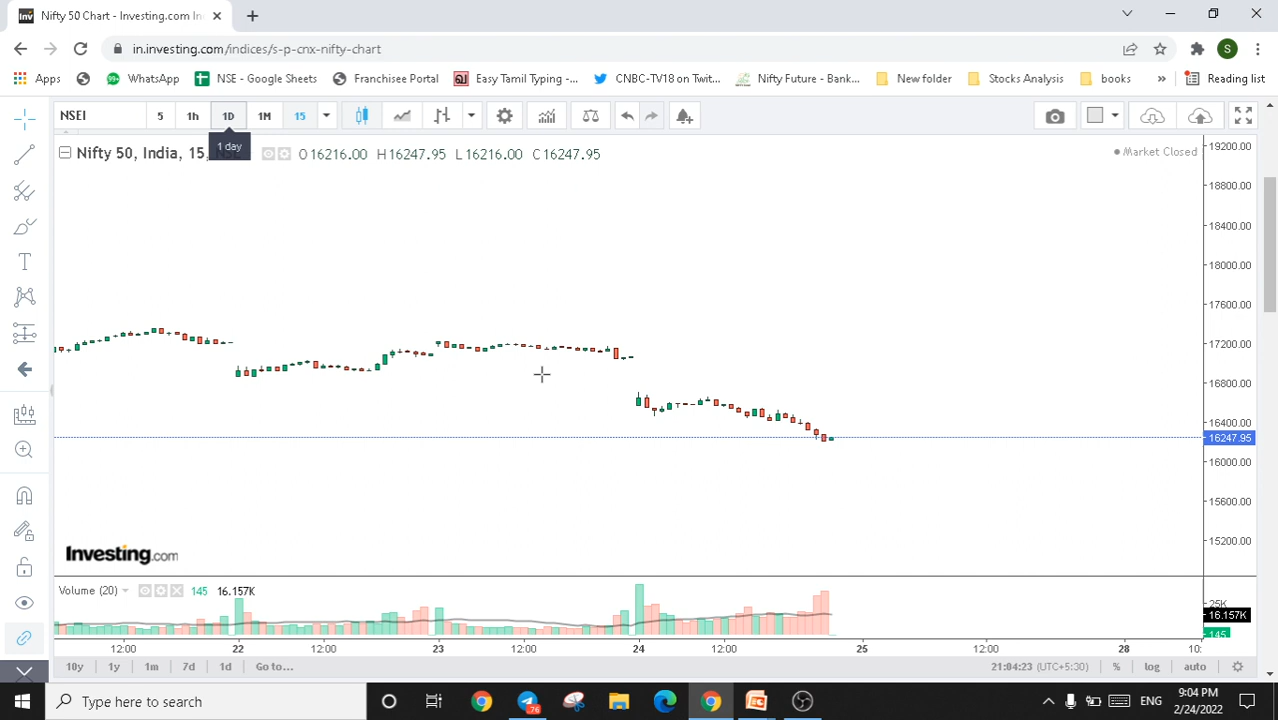 Nifty 50 Chart - Investing.com In
in.investing.com/indices/s-p-cnx-nifty-chart
S
Apps
WhatsApp
NSE - Google Sheets
Franchisee Portal
Easy Tamil Typing -...
CNBC-TV18 on Twit...
Nifty Future - Bank...
New folder
Stocks Analysis
books
»
Reading list
NSEI 5 1h 1D 1M 15
1 day
Nifty 50, India, 15,
O 16216.00 H 16247.95 L 16216.00 C 16247.95
Market Closed
19200.00
18800.00
18400.00
18000.00
17600.00
17200.00
16800.00
16400.00
16247.95
16000.00
15600.00
15200.00
Investing.com
Volume (20) 145 16.157K
25K
16.157K
145
12:00 22 12:00 23 12:00 24 12:00 25 12:00 28 10:
10y 1y 1m 7d 1d Go to... 21:04:23 (UTC+5:30) % log auto
Type here to search
76
ENG
9:04 PM
2/24/2022